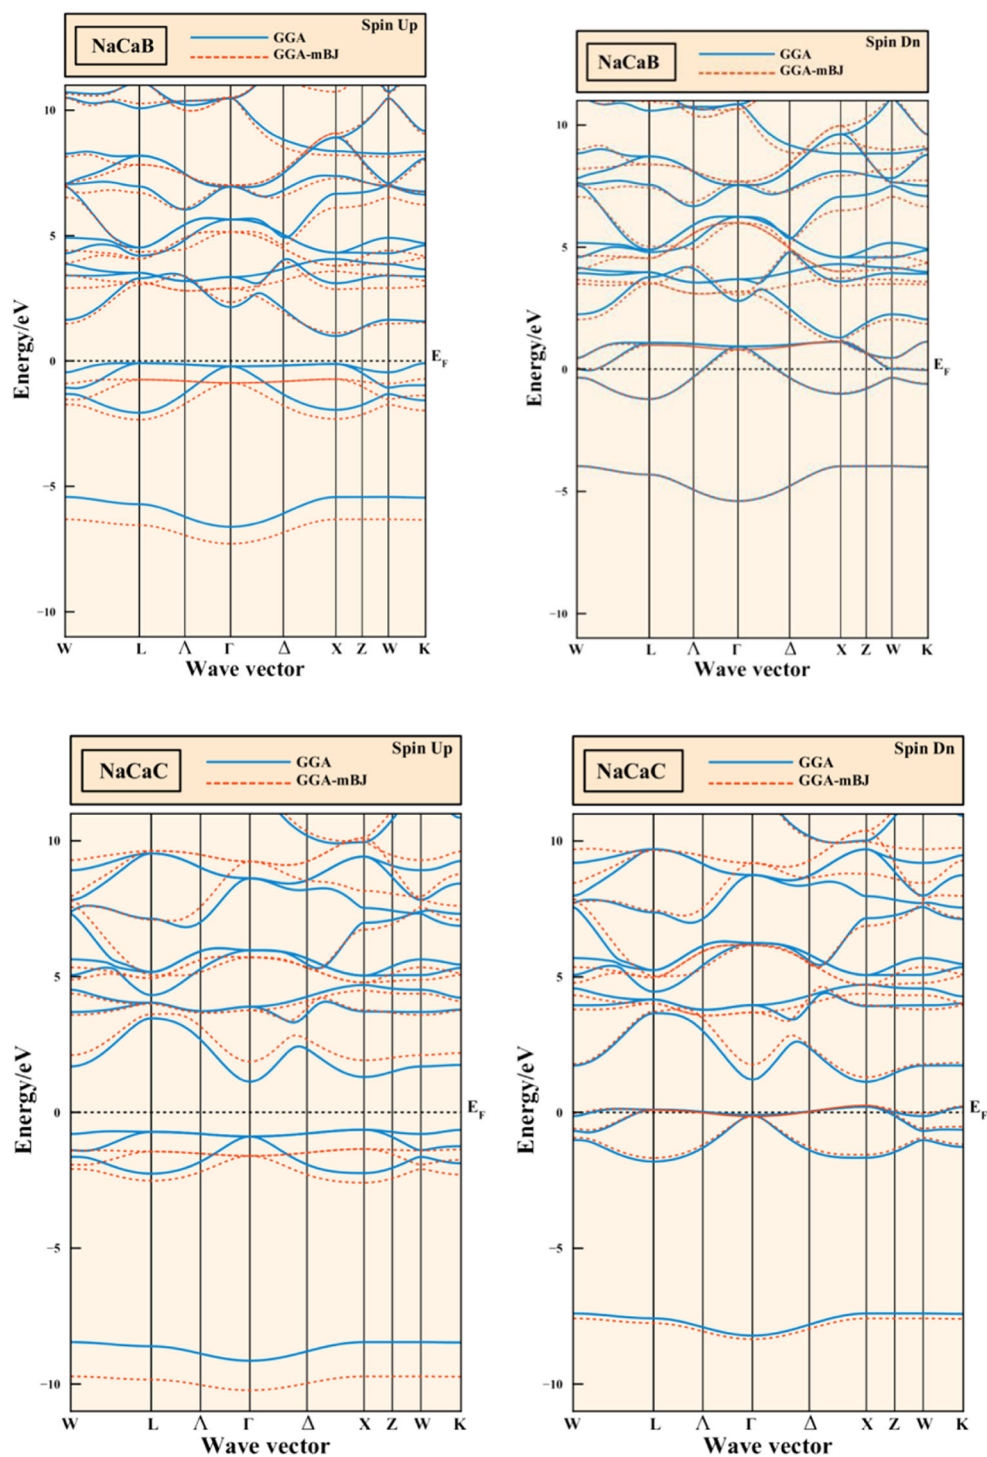 NaCaB
Spin Up
GGA
GGA-mBJ
10
5
0
−5
−10
Energy/eV
E_F
W L Λ Γ Δ X Z W K
Wave vector
NaCaB
Spin Dn
GGA
GGA-mBJ
10
5
0
−5
−10
Energy/eV
E_F
W L Λ Γ Δ X Z W K
Wave vector
NaCaC
Spin Up
GGA
GGA-mBJ
10
5
0
−5
−10
Energy/eV
E_F
W L Λ Γ Δ X Z W K
Wave vector
NaCaC
Spin Dn
GGA
GGA-mBJ
10
5
0
−5
−10
Energy/eV
E_F
W L Λ Γ Δ X Z W K
Wave vector